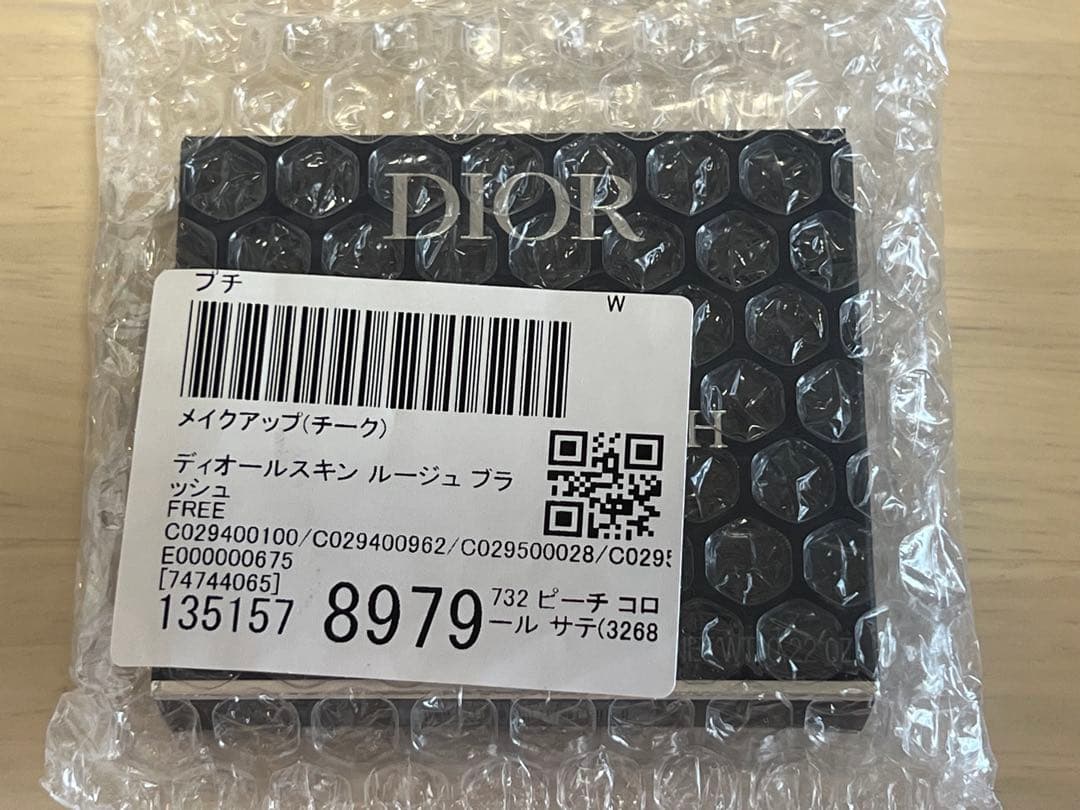 DIOR
プチ
W
メイクアップ(チーク)
H
ディオールスキン ルージュ ブラ
ッシュ
FREE
C029400100/C029400962/C029500028/C029
E000000675
[74744065]
135157
8979
732 ピーチ コロ
ール サテ(3268
OZ